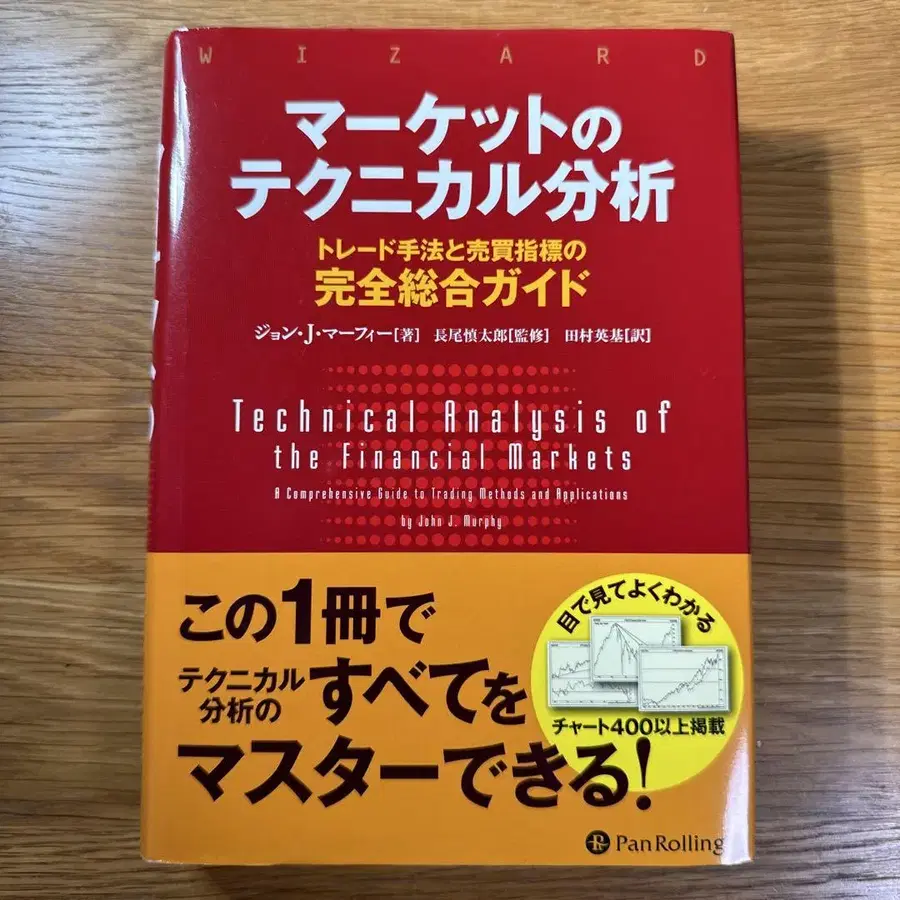 WIZARD
マーケットの
テクニカル分析
トレード手法と売買指標の
完全総合ガイド
ジョン・J・マーフィー[著] 長尾慎太郎[監修] 田村英基[訳]
Technical Analysis of
the Financial Markets
A Comprehensive Guide to Trading Methods and Applications
by John J. Murphy
この1冊で
テクニカル
分析の
すべてを
マスターできる!
目で見てよくわかる
チャート400以上掲載
PanRolling